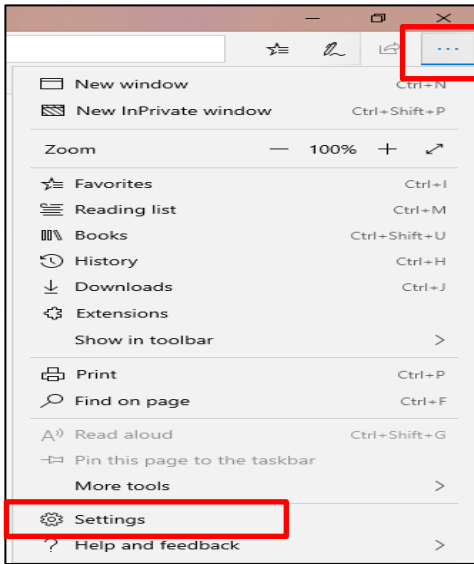 New window Ctrl+N
New InPrivate window Ctrl+Shift+P
Zoom — 100% +
Favorites Ctrl+I
Reading list Ctrl+M
Books Ctrl+Shift+U
History Ctrl+H
Downloads Ctrl+J
Extensions
Show in toolbar >
Print Ctrl+P
Find on page Ctrl+F
Read aloud Ctrl+Shift+G
Pin this page to the taskbar
More tools >
Settings
? Help and feedback >